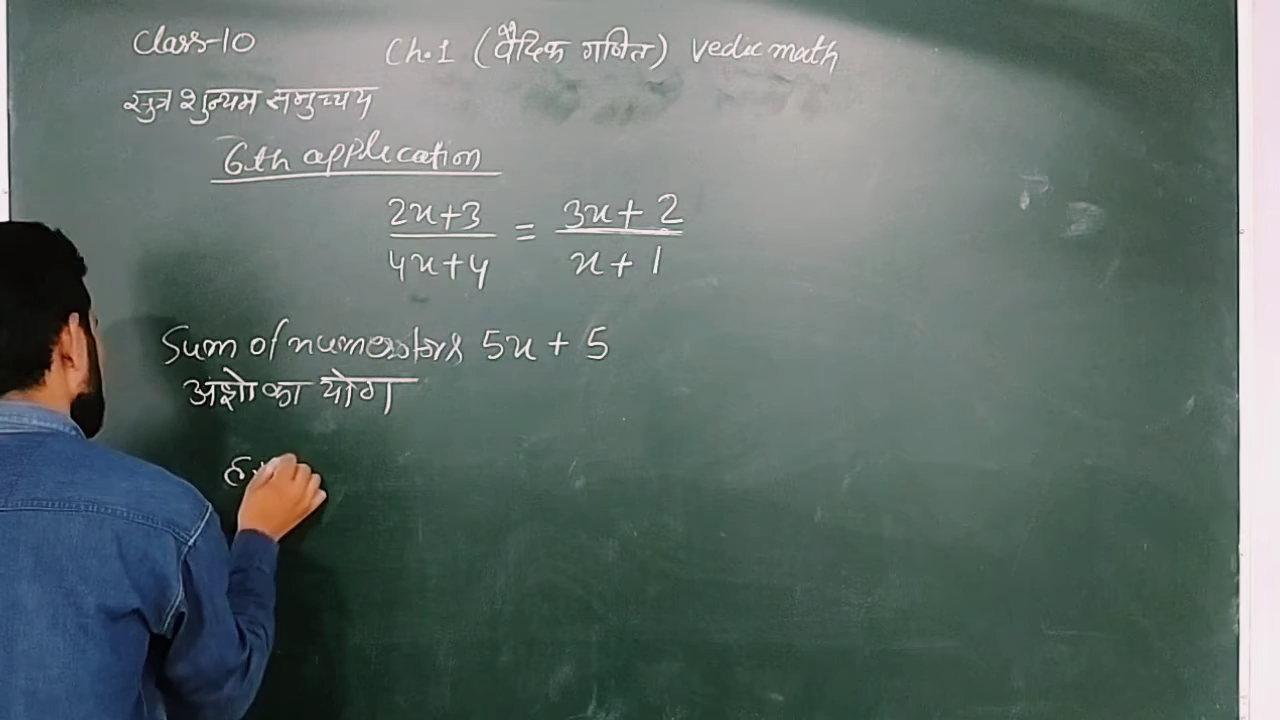 Class-10
Ch.1 (वैदिक गणित) vedic math
सुत्र शुन्यम समुच्चय
6th application
2x+3 = 3x+2
4x+4 x+1
Sum of numerators 5x+5
अंशो का योग